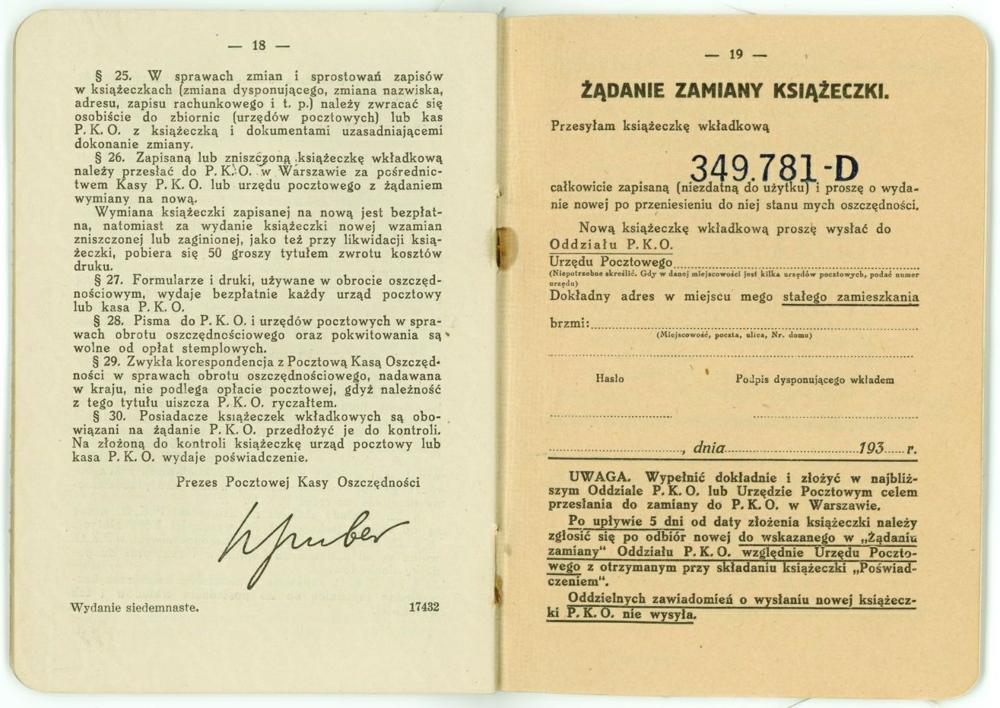 — 18 —
§ 25. W sprawach zmian i sprostowań zapisów
w książeczkach (zmiana dysponującego, zmiana nazwiska,
adresu, zapisu rachunkowego i t. p.) należy zwracać się
osobiście do zbiornic (urzędów pocztowych) lub kas
P. K. O. z książeczką i dokumentami uzasadniającemi
dokonanie zmiany.
§ 26. Zapisaną lub zniszczoną książeczkę wkładkową
należy przesłać do P. K. O. w Warszawie za pośrednic-
twem Kasy P. K. O. lub urzędu pocztowego z żądaniem
wymiany na nową.
Wymiana książeczki zapisanej na nową jest bezpłat-
na, natomiast za wydanie książeczki nowej wzamian
zniszczonej lub zaginionej, jako też przy likwidacji ksią-
żeczki, pobiera się 50 groszy tytułem zwrotu kosztów
druku.
§ 27. Formularze i druki, używane w obrocie oszczęd-
nościowym, wydaje bezpłatnie każdy urząd pocztowy
lub kasa P. K. O.
§ 28. Pisma do P. K. O. i urzędów pocztowych w spra-
wach obrotu oszczędnościowego oraz pokwitowania są
wolne od opłat stemplowych.
§ 29. Zwykła korespondencja z Pocztową Kasą Oszczęd-
ności w sprawach obrotu oszczędnościowego, nadawana
w kraju, nie podlega opłacie pocztowej, gdyż należność
z tego tytułu uiszcza P. K. O. ryczałtem.
§ 30. Posiadacze książeczek wkładkowych są obo-
wiązani na żądanie P. K. O. przedłożyć je do kontroli.
Na złożoną do kontroli książeczkę urząd pocztowy lub
kasa P. K. O. wydaje poświadczenie.
Prezes Pocztowej Kasy Oszczędności
HGruber
Wydanie siedemnaste. 17432
— 19 —
ŻĄDANIE ZAMIANY KSIĄŻECZKI.
Przesyłam książeczkę wkładkową
349.781-D
całkowicie zapisaną (niezdatną do użytku) i proszę o wyda-
nie nowej po przeniesieniu do niej stanu mych oszczędności.
Nową książeczkę wkładkową proszę wysłać do
Oddziału P. K. O.
Urzędu Pocztowego
(Niepotrzebne skreślić. Gdy w danej miejscowości jest kilka urzędów pocztowych, podać numer
urzędu)
Dokładny adres w miejscu mego stałego zamieszkania
brzmi:
(Miejscowość, poczta, ulica, Nr. domu)
Hasło Podpis dysponującego wkładem
, dnia 193 r.
UWAGA. Wypełnić dokładnie i złożyć w najbliż-
szym Oddziale P. K. O. lub Urzędzie Pocztowym celem
przesłania do zamiany do P. K. O. w Warszawie.
Po upływie 5 dni od daty złożenia książeczki należy
zgłosić się po odbiór nowej do wskazanego w „Żądaniu
zamiany“ Oddziału P. K. O. względnie Urzędu Poczto-
wego z otrzymanym przy składaniu książeczki „Poświad-
czeniem“.
Oddzielnych zawiadomień o wysłaniu nowej książecz-
ki P. K. O. nie wysyła.